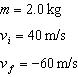 m = 2.0 kg
v_i = 40 m/s
v_f = −60 m/s